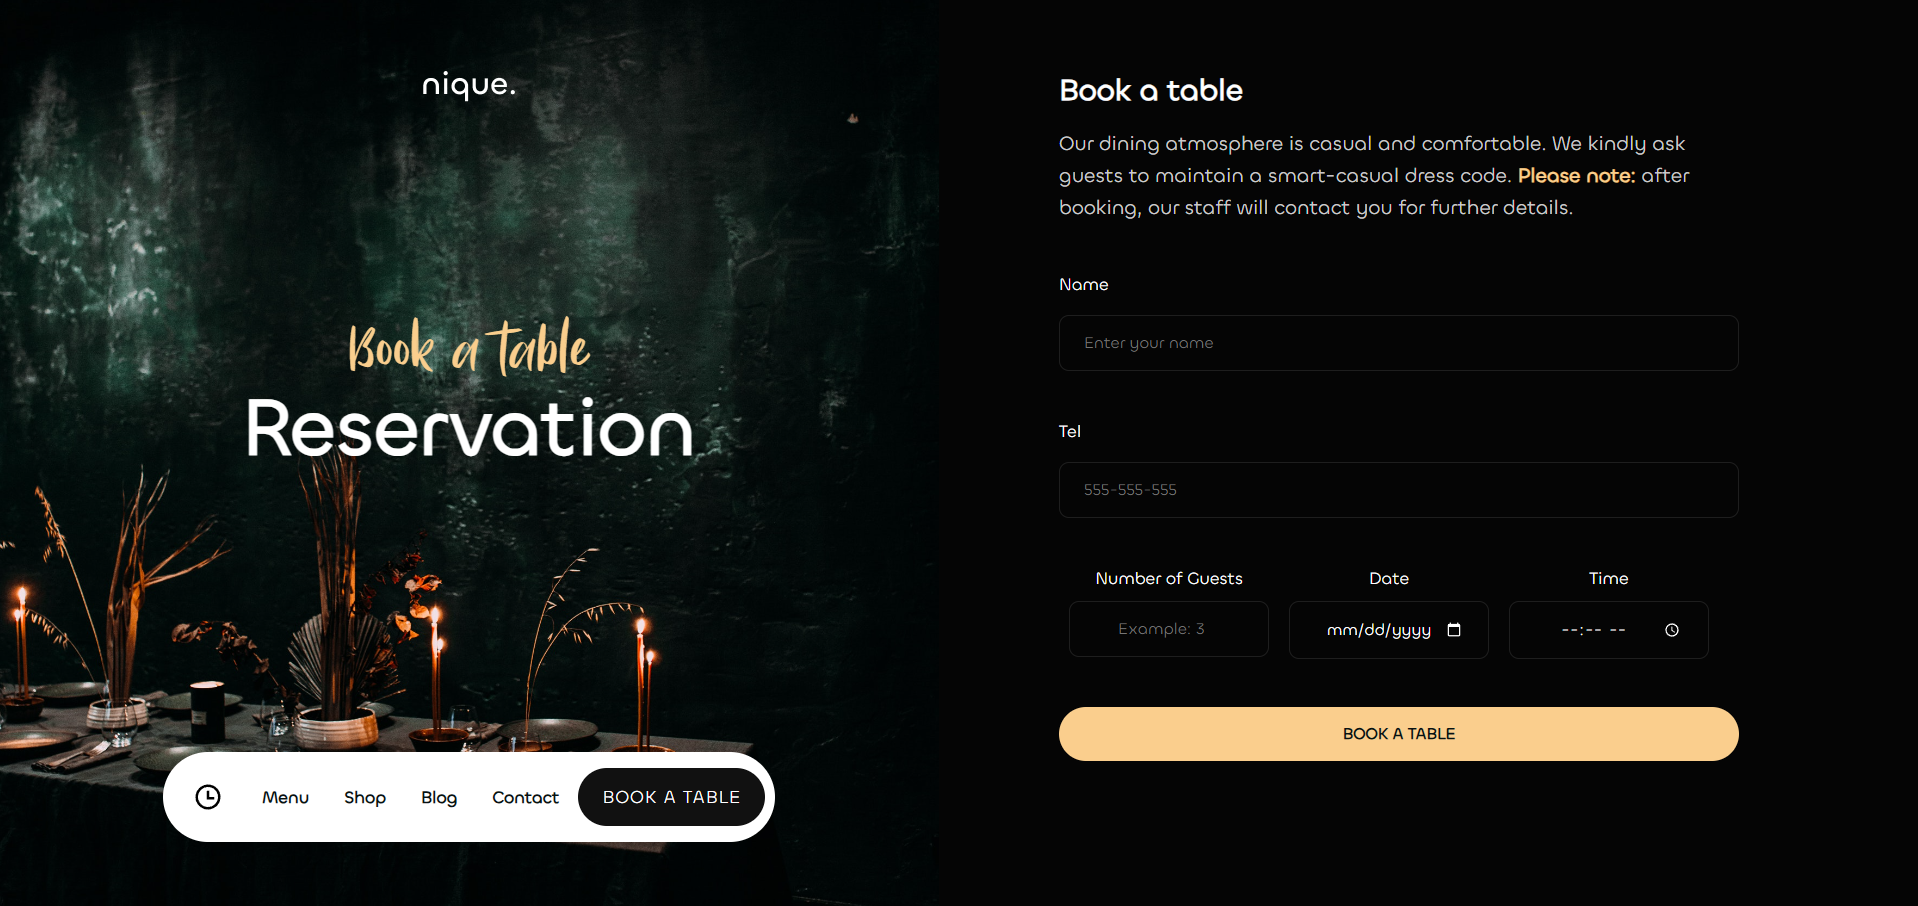 nique.
Book a table
Reservation
Menu Shop Blog Contact BOOK A TABLE
Book a table
Our dining atmosphere is casual and comfortable. We kindly ask
guests to maintain a smart-casual dress code. Please note: after
booking, our staff will contact you for further details.
Name
Enter your name
Tel
555-555-555
Number of Guests Date Time
Example: 3 mm/dd/yyyy --:-- --
BOOK A TABLE